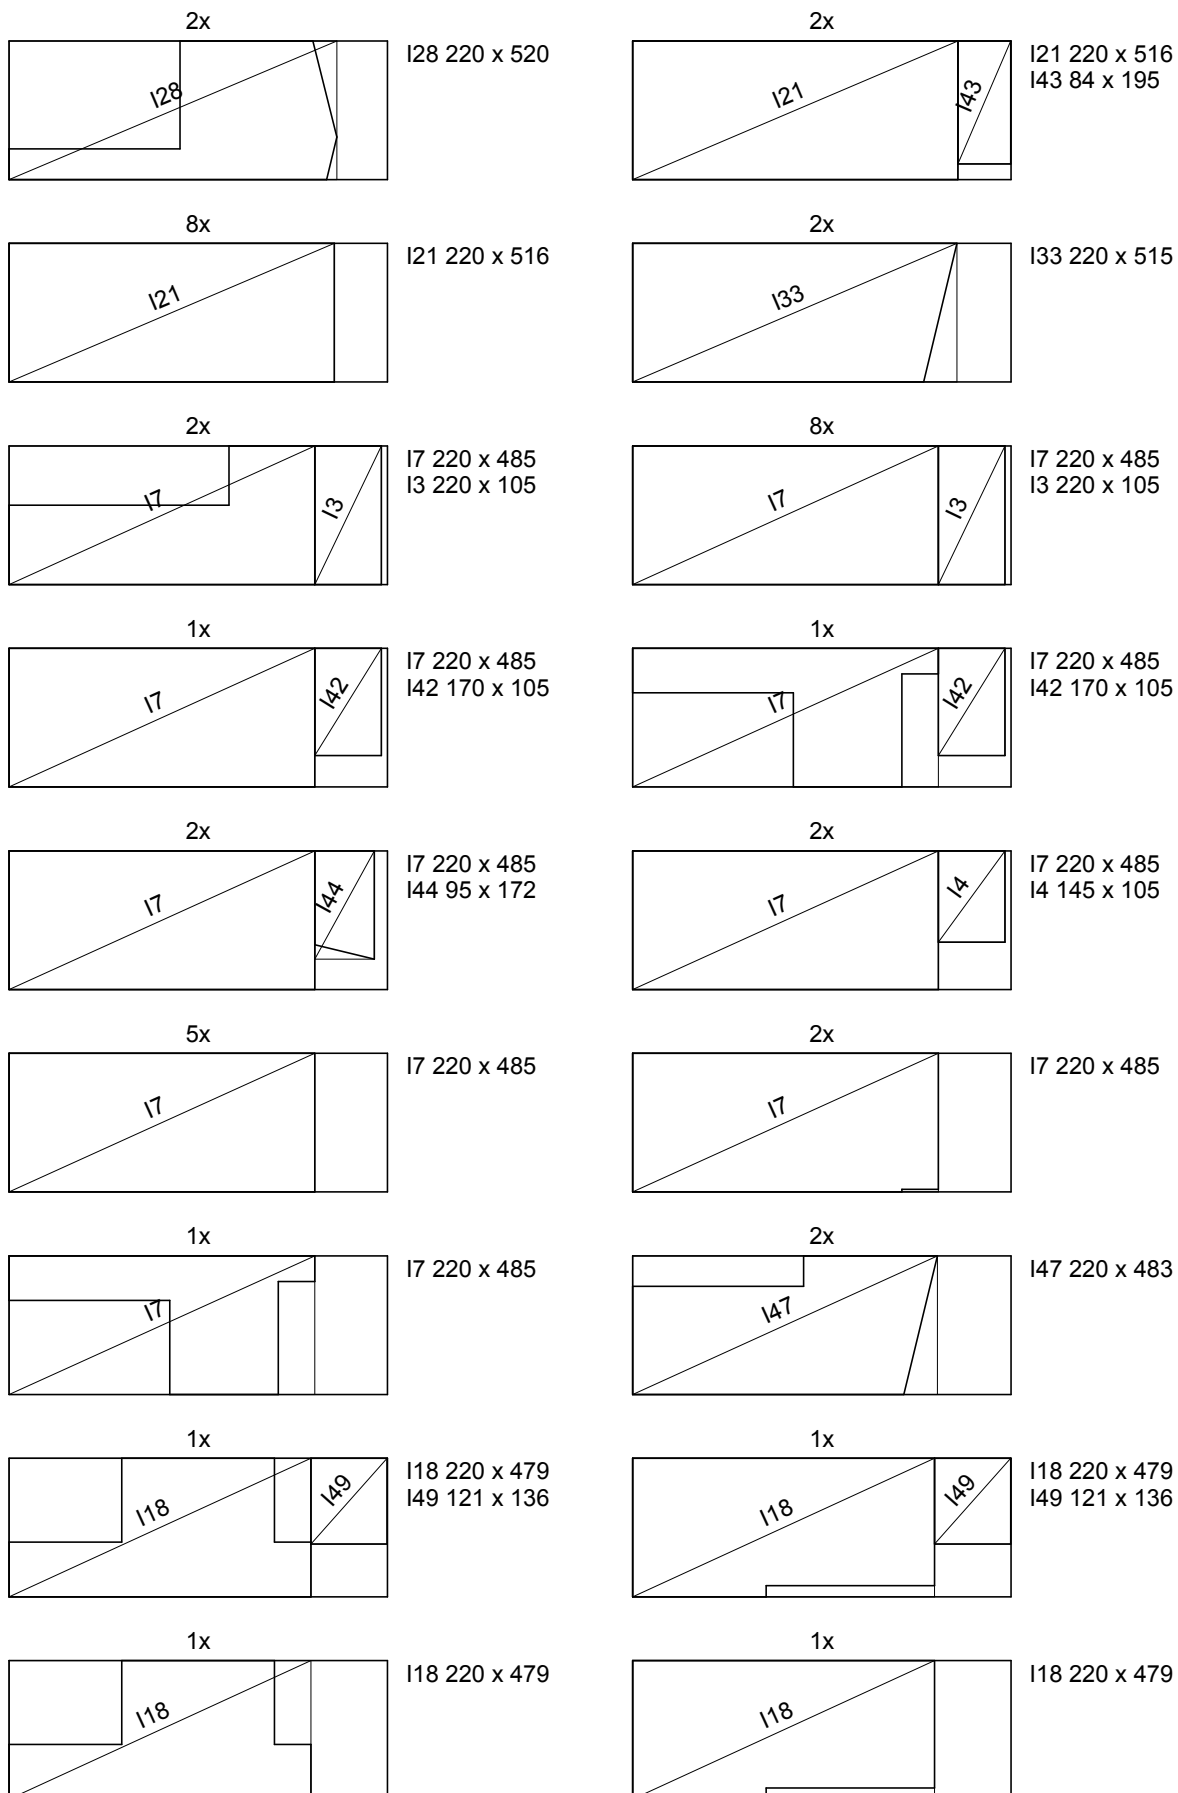 2x
I28
I28 220 x 520
2x
I21
I43
I21 220 x 516
I43 84 x 195
8x
I21
I21 220 x 516
2x
I33
I33 220 x 515
2x
I7
I3
I7 220 x 485
I3 220 x 105
8x
I7
I3
I7 220 x 485
I3 220 x 105
1x
I7
I42
I7 220 x 485
I42 170 x 105
1x
I7
I42
I7 220 x 485
I42 170 x 105
2x
I7
I44
I7 220 x 485
I44 95 x 172
2x
I7
I4
I7 220 x 485
I4 145 x 105
5x
I7
I7 220 x 485
2x
I7
I7 220 x 485
1x
I7
I7 220 x 485
2x
I47
I47 220 x 483
1x
I18
I49
I18 220 x 479
I49 121 x 136
1x
I18
I49
I18 220 x 479
I49 121 x 136
1x
I18
I18 220 x 479
1x
I18
I18 220 x 479